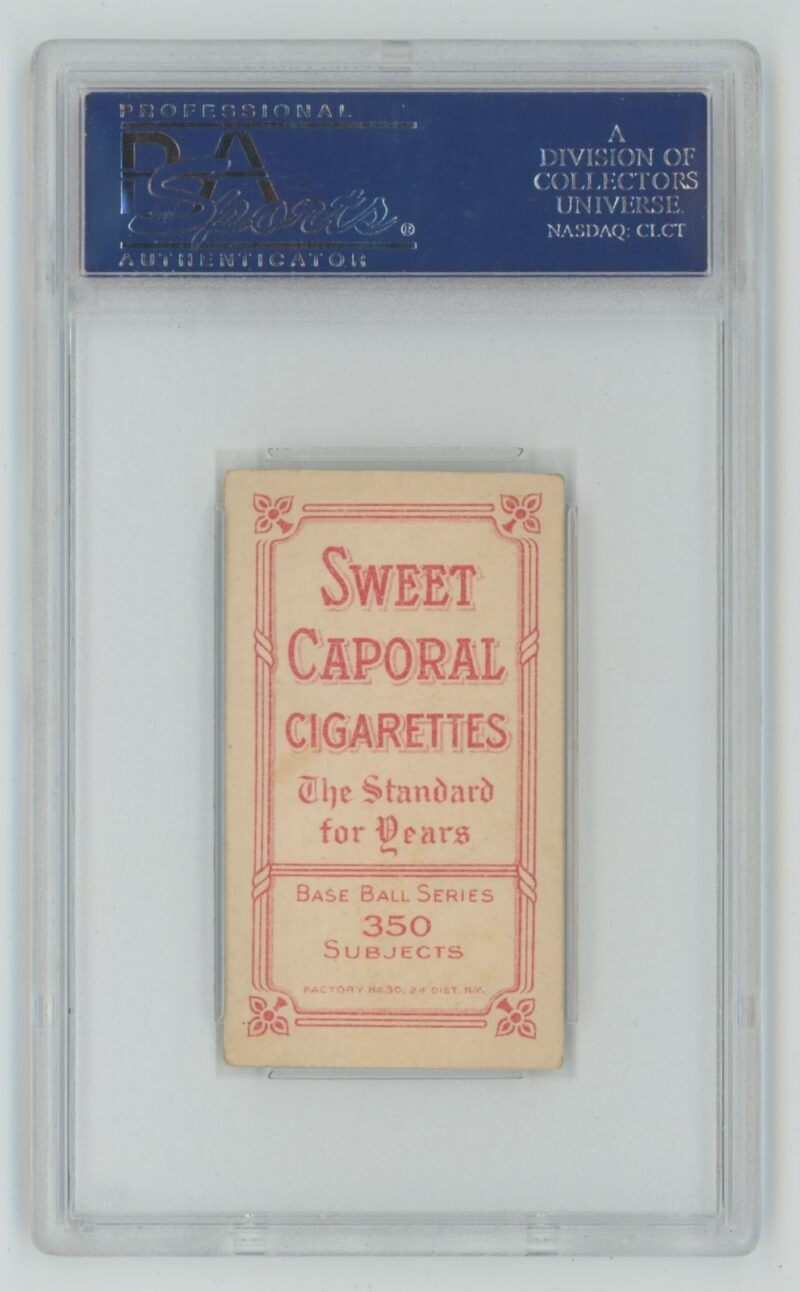 PROFESSIONAL
PSA
Sports®
AUTHENTICATOR
A
DIVISION OF
COLLECTORS
UNIVERSE
NASDAQ: CLCT
SWEET
CAPORAL
CIGARETTES
The Standard
for Years
BASE BALL SERIES
350
SUBJECTS
FACTORY No. 30, 2d DIST. N.Y.